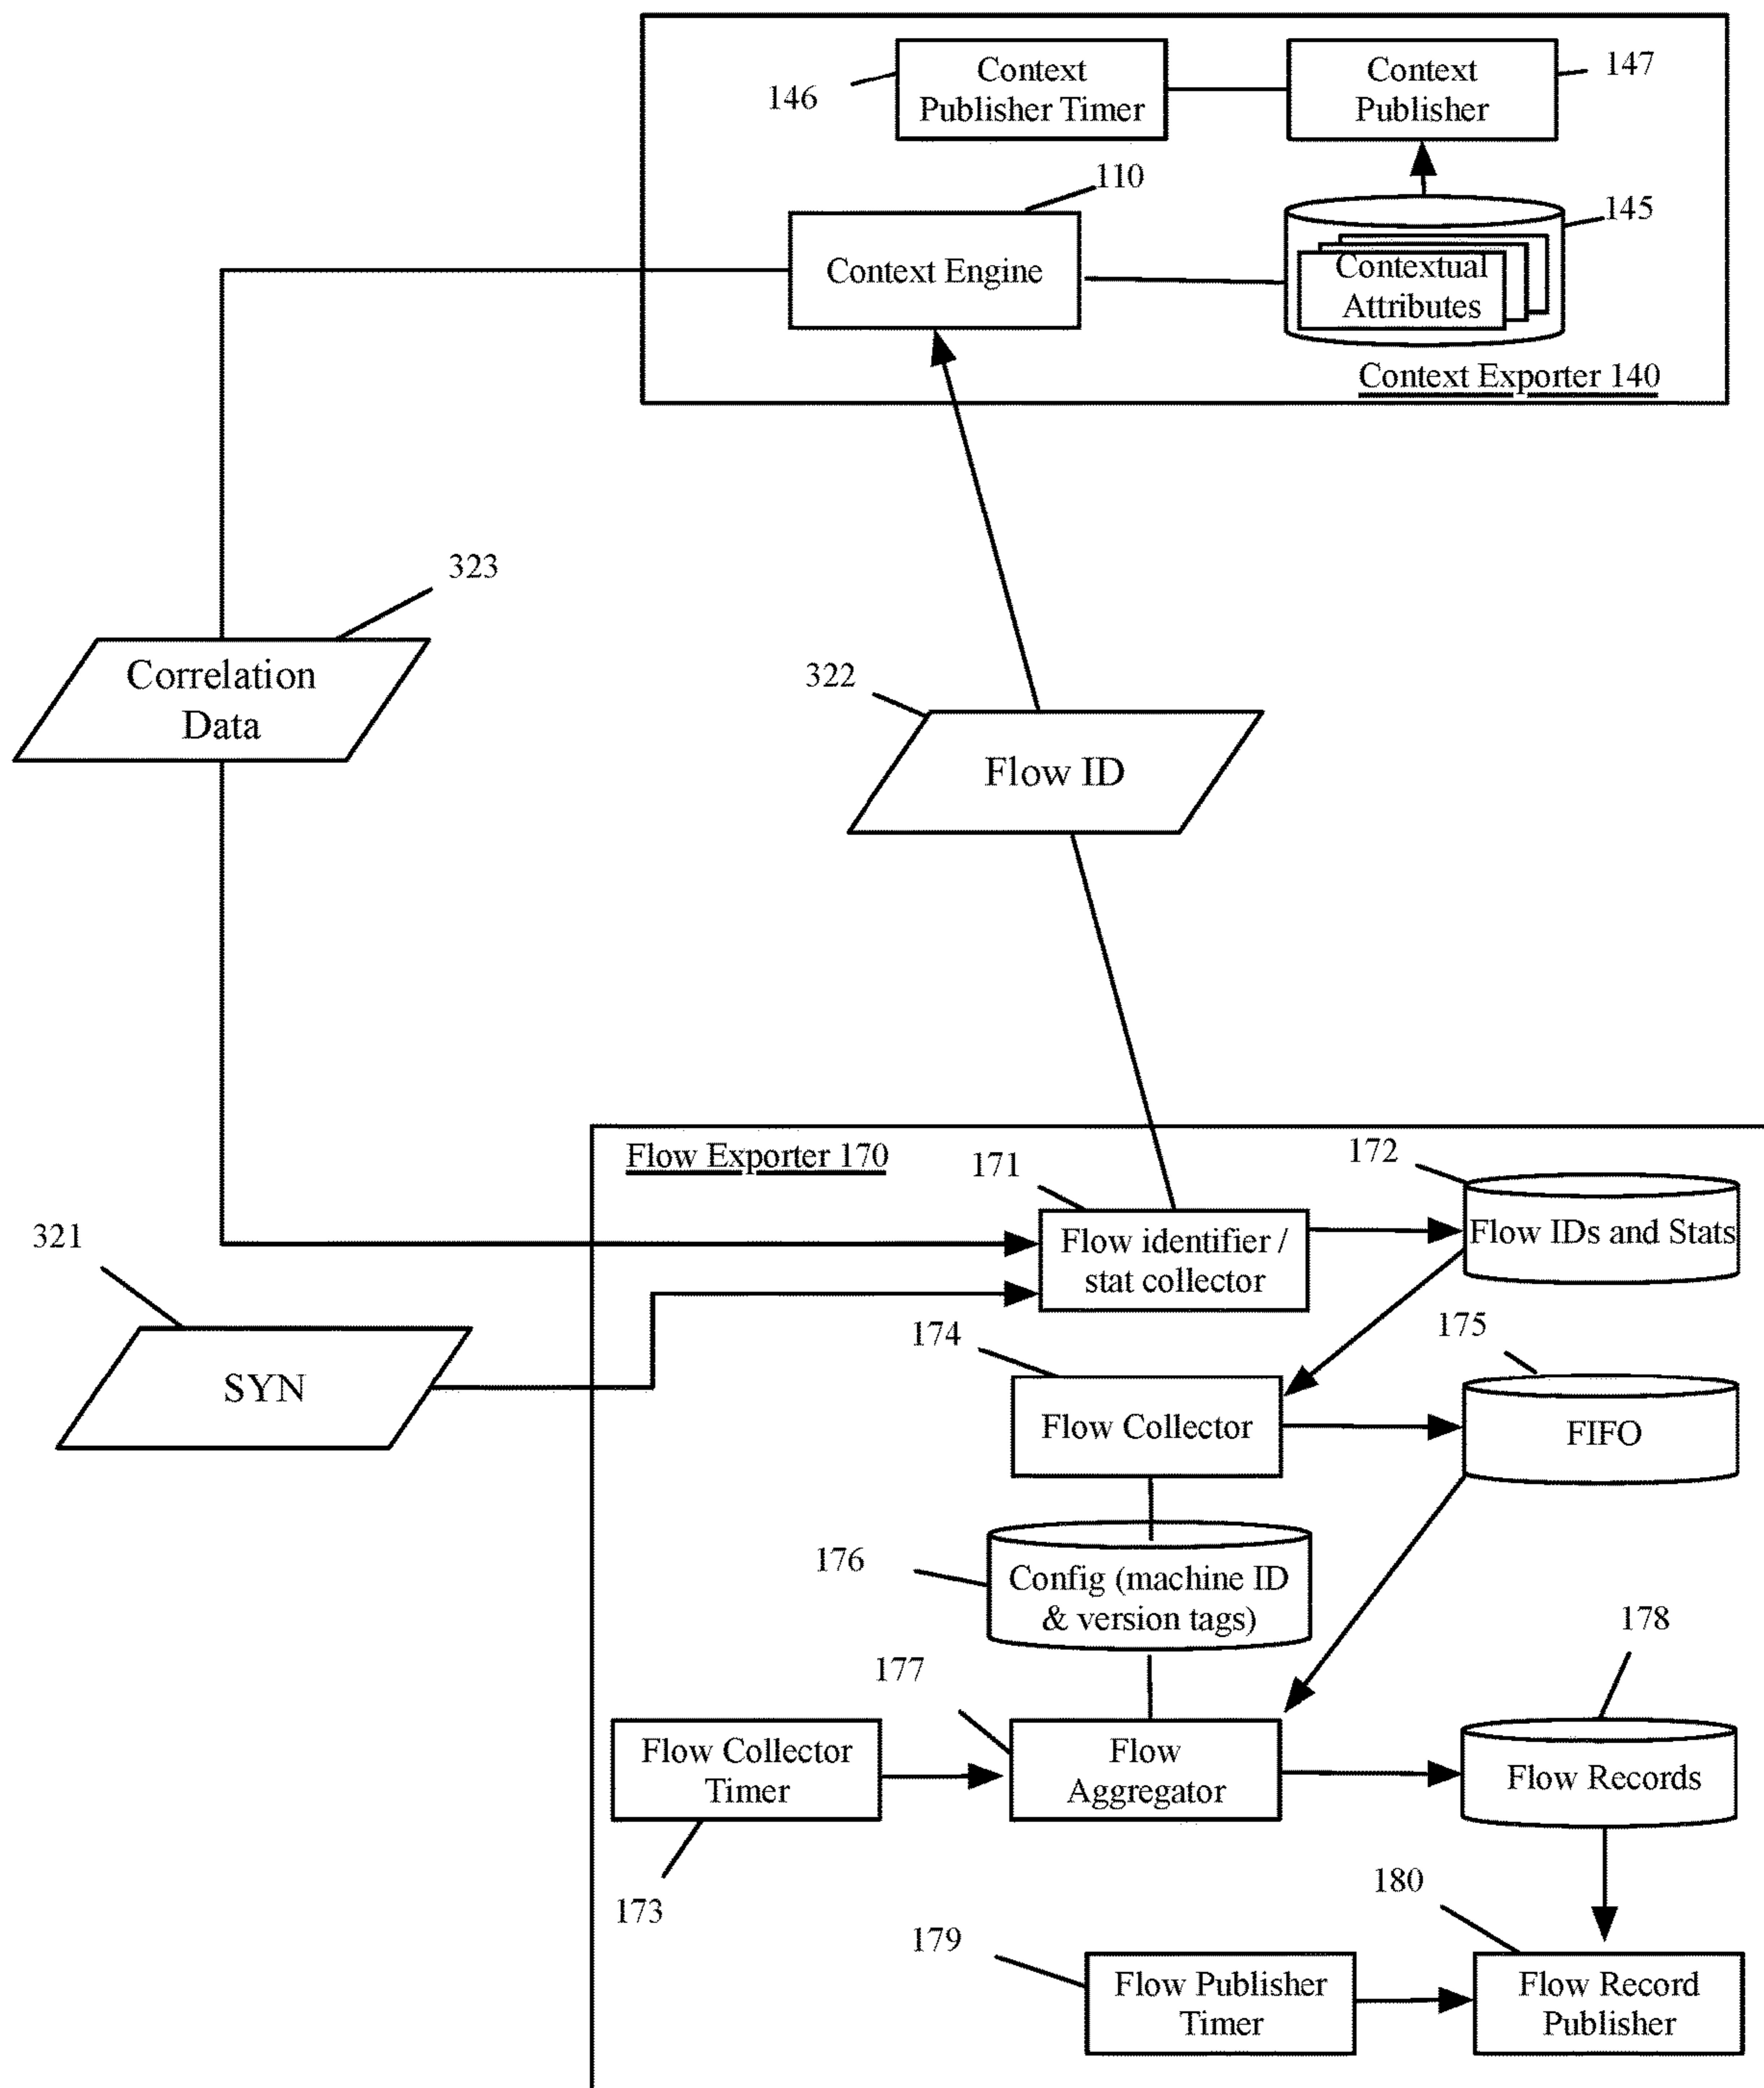 Context
Publisher Timer
146
Context
Publisher
147
110
Context Engine
145
Contextual
Attributes
Context Exporter 140
323
Correlation
Data
322
Flow ID
Flow Exporter 170
171
172
Flow identifier /
stat collector
Flow IDs and Stats
321
SYN
174
175
Flow Collector
FIFO
176
Config (machine ID
& version tags)
177
178
Flow Collector
Timer
Flow
Aggregator
Flow Records
173
180
179
Flow Publisher
Timer
Flow Record
Publisher